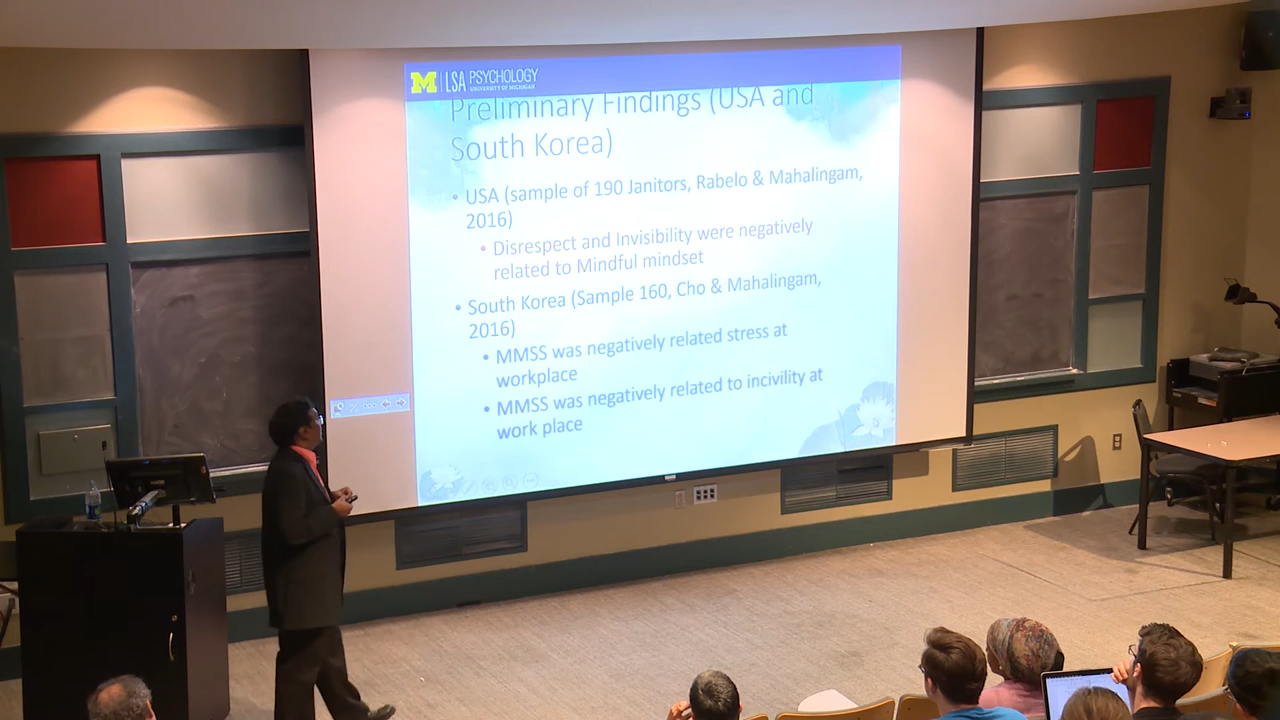 M LSA PSYCHOLOGY
UNIVERSITY OF MICHIGAN
Preliminary Findings (USA and
South Korea)
• USA (sample of 190 Janitors, Rabelo & Mahalingam,
2016)
• Disrespect and Invisibility were negatively
related to Mindful mindset
• South Korea (Sample 160, Cho & Mahalingam,
2016)
• MMSS was negatively related stress at
workplace
• MMSS was negatively related to incivility at
work place